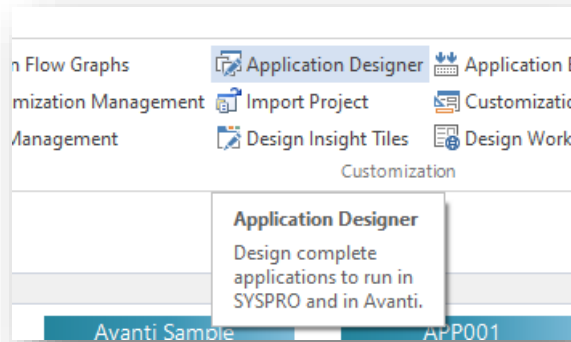 n Flow Graphs Application Designer Application
mization Management Import Project
Management Design Insight Tiles Design Work
Customization
Application Designer
Design complete
applications to run in
SYSPRO and in Avanti.
Avanti Sample APP001